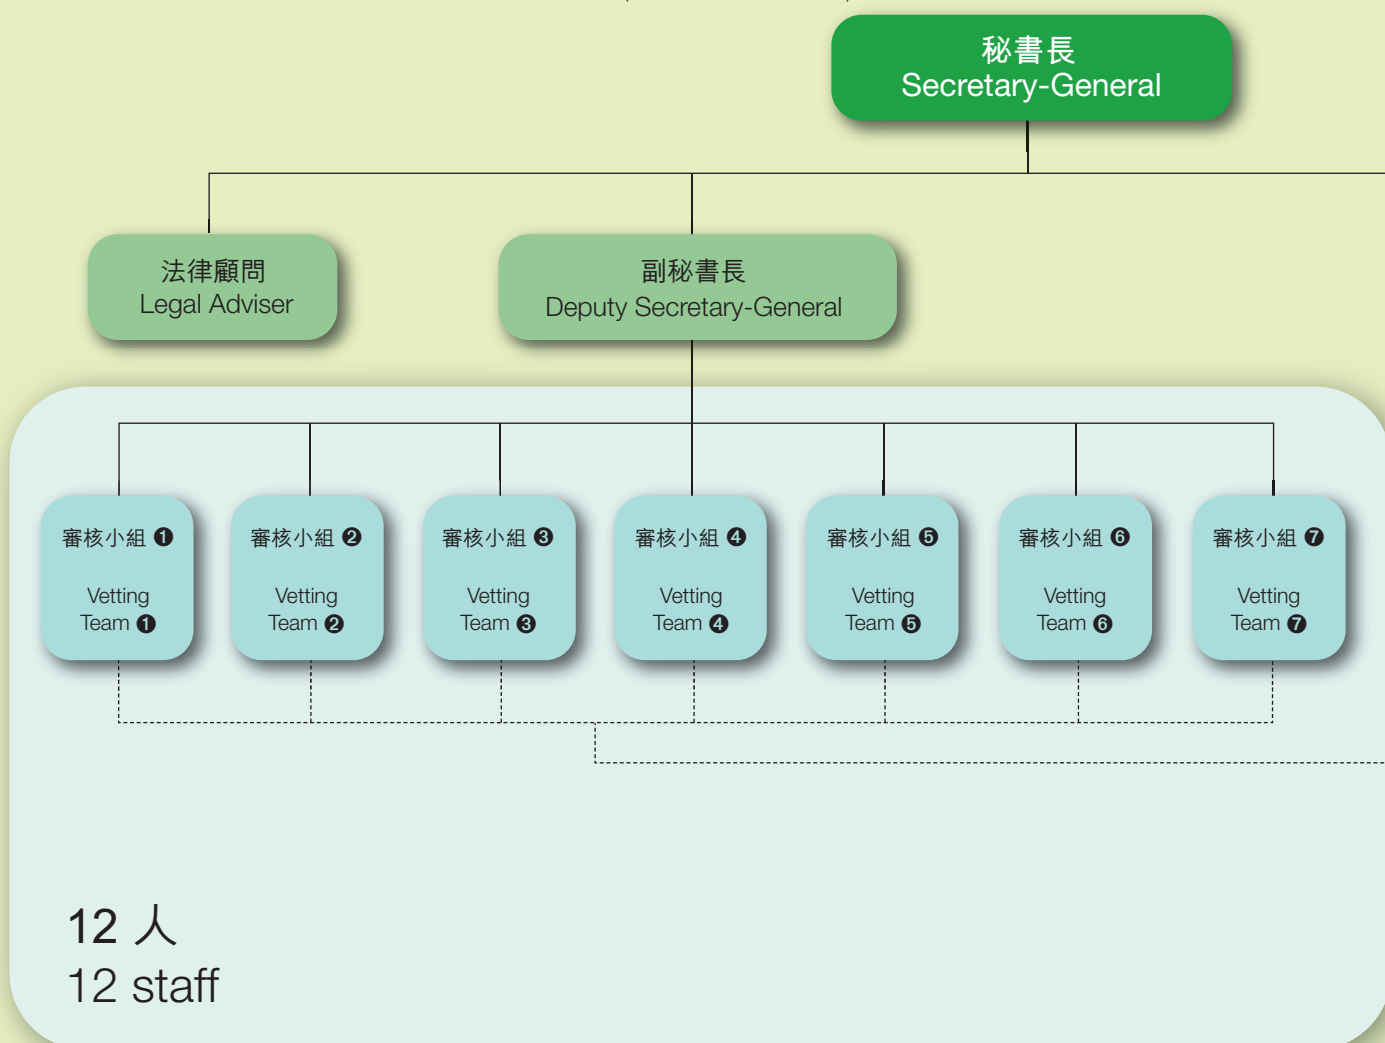 秘書長
Secretary-General
法律顧問
Legal Adviser
副秘書長
Deputy Secretary-General
審核小組 ❶
Vetting
Team ❶
審核小組 ❷
Vetting
Team ❷
審核小組 ❸
Vetting
Team ❸
審核小組 ❹
Vetting
Team ❹
審核小組 ❺
Vetting
Team ❺
審核小組 ❻
Vetting
Team ❻
審核小組 ❼
Vetting
Team ❼
12 人
12 staff